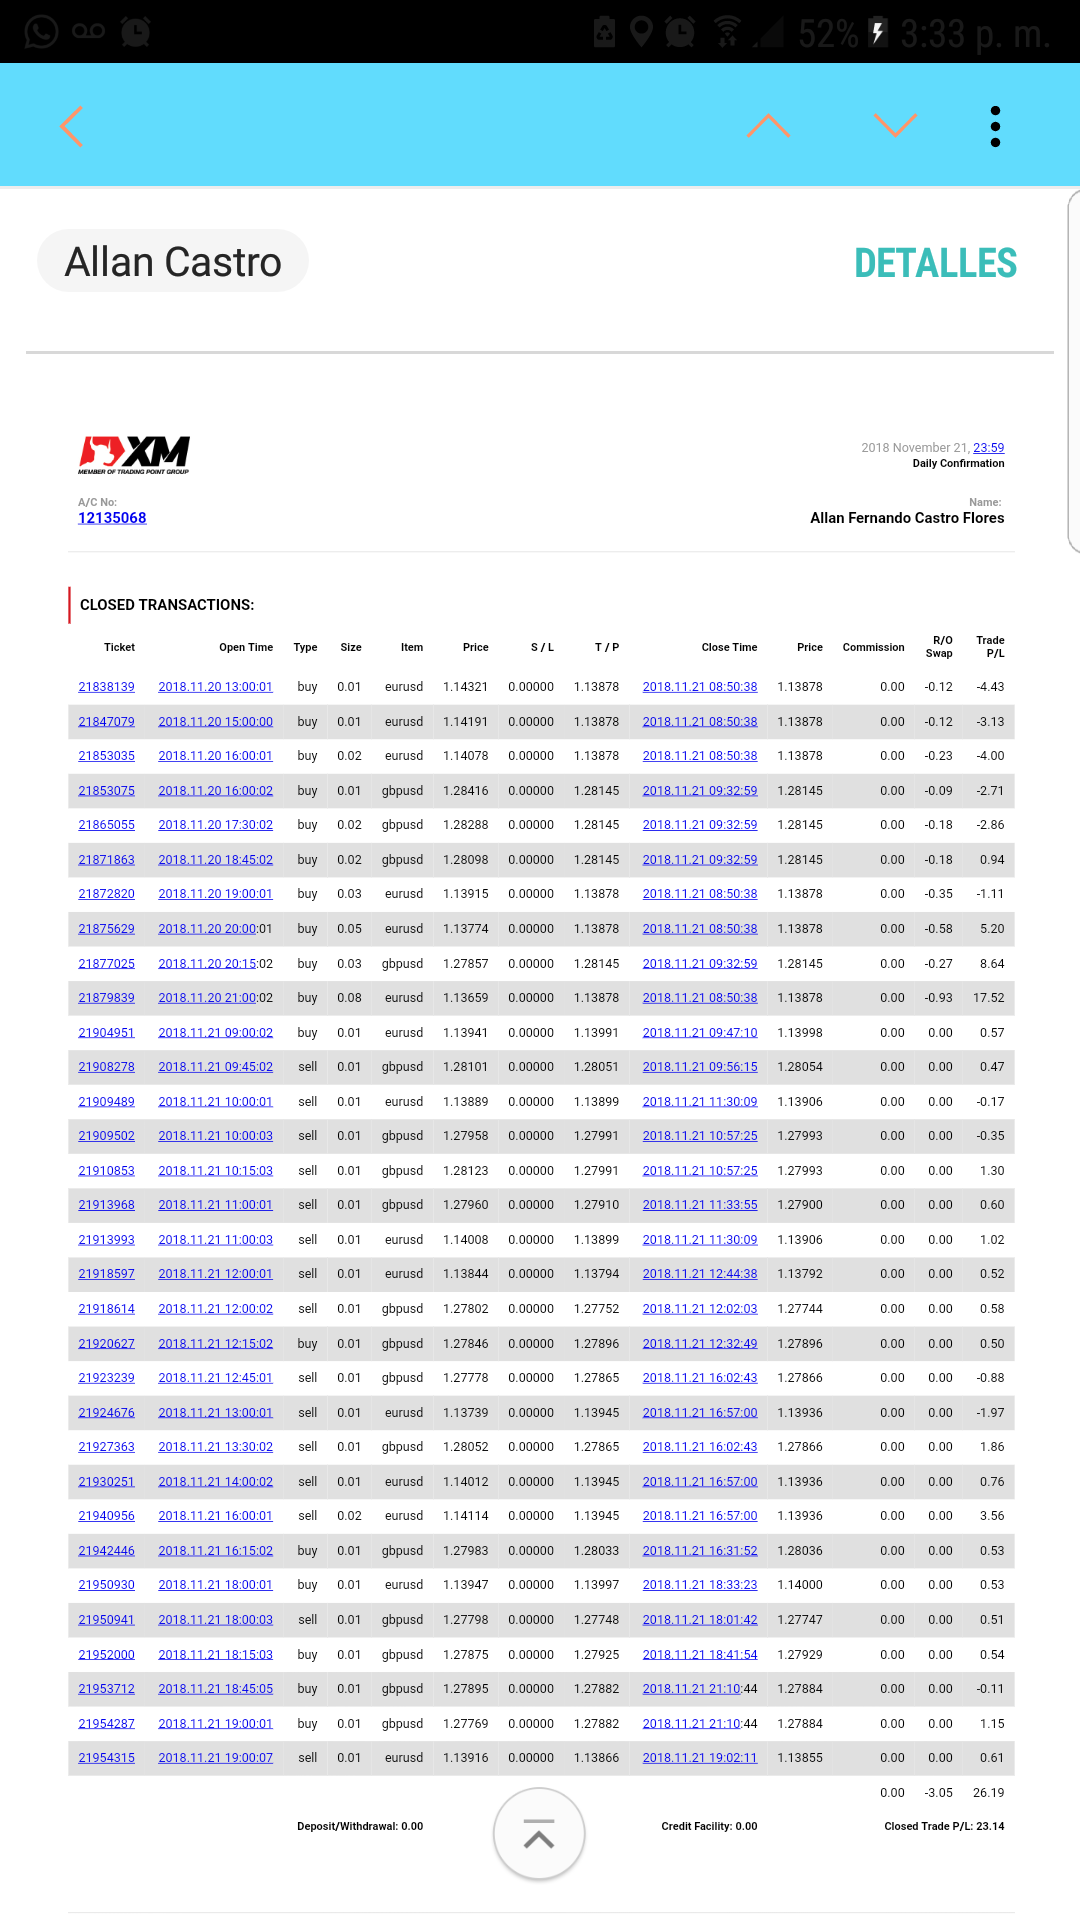 52% 3:33 p. m.
Allan Castro DETALLES
XM
MEMBER OF TRADING POINT GROUP
2018 November 21, 23:59
Daily Confirmation
A/C No: Name:
12135068 Allan Fernando Castro Flores
CLOSED TRANSACTIONS:
Ticket Open Time Type Size Item Price S / L T / P Close Time Price Commission R/O Swap Trade P/L
21838139 2018.11.20 13:00:01 buy 0.01 eurusd 1.14321 0.00000 1.13878 2018.11.21 08:50:38 1.13878 0.00 -0.12 -4.43
21847079 2018.11.20 15:00:00 buy 0.01 eurusd 1.14191 0.00000 1.13878 2018.11.21 08:50:38 1.13878 0.00 -0.12 -3.13
21853035 2018.11.20 16:00:01 buy 0.02 eurusd 1.14078 0.00000 1.13878 2018.11.21 08:50:38 1.13878 0.00 -0.23 -4.00
21853075 2018.11.20 16:00:02 buy 0.01 gbpusd 1.28416 0.00000 1.28145 2018.11.21 09:32:59 1.28145 0.00 -0.09 -2.71
21865055 2018.11.20 17:30:02 buy 0.02 gbpusd 1.28288 0.00000 1.28145 2018.11.21 09:32:59 1.28145 0.00 -0.18 -2.86
21871863 2018.11.20 18:45:02 buy 0.02 gbpusd 1.28098 0.00000 1.28145 2018.11.21 09:32:59 1.28145 0.00 -0.18 0.94
21872820 2018.11.20 19:00:01 buy 0.03 eurusd 1.13915 0.00000 1.13878 2018.11.21 08:50:38 1.13878 0.00 -0.35 -1.11
21875629 2018.11.20 20:00:01 buy 0.05 eurusd 1.13774 0.00000 1.13878 2018.11.21 08:50:38 1.13878 0.00 -0.58 5.20
21877025 2018.11.20 20:15:02 buy 0.03 gbpusd 1.27857 0.00000 1.28145 2018.11.21 09:32:59 1.28145 0.00 -0.27 8.64
21879839 2018.11.20 21:00:02 buy 0.08 eurusd 1.13659 0.00000 1.13878 2018.11.21 08:50:38 1.13878 0.00 -0.93 17.52
21904951 2018.11.21 09:00:02 buy 0.01 eurusd 1.13941 0.00000 1.13991 2018.11.21 09:47:10 1.13998 0.00 0.00 0.57
21908278 2018.11.21 09:45:02 sell 0.01 gbpusd 1.28101 0.00000 1.28051 2018.11.21 09:56:15 1.28054 0.00 0.00 0.47
21909489 2018.11.21 10:00:01 sell 0.01 eurusd 1.13889 0.00000 1.13899 2018.11.21 11:30:09 1.13906 0.00 0.00 -0.17
21909502 2018.11.21 10:00:03 sell 0.01 gbpusd 1.27958 0.00000 1.27991 2018.11.21 10:57:25 1.27993 0.00 0.00 -0.35
21910853 2018.11.21 10:15:03 sell 0.01 gbpusd 1.28123 0.00000 1.27991 2018.11.21 10:57:25 1.27993 0.00 0.00 1.30
21913968 2018.11.21 11:00:01 sell 0.01 gbpusd 1.27960 0.00000 1.27910 2018.11.21 11:33:55 1.27900 0.00 0.00 0.60
21913993 2018.11.21 11:00:03 sell 0.01 eurusd 1.14008 0.00000 1.13899 2018.11.21 11:30:09 1.13906 0.00 0.00 1.02
21918597 2018.11.21 12:00:01 sell 0.01 eurusd 1.13844 0.00000 1.13794 2018.11.21 12:44:38 1.13792 0.00 0.00 0.52
21918614 2018.11.21 12:00:02 sell 0.01 gbpusd 1.27802 0.00000 1.27752 2018.11.21 12:02:03 1.27744 0.00 0.00 0.58
21920627 2018.11.21 12:15:02 buy 0.01 gbpusd 1.27846 0.00000 1.27896 2018.11.21 12:32:49 1.27896 0.00 0.00 0.50
21923239 2018.11.21 12:45:01 sell 0.01 gbpusd 1.27778 0.00000 1.27865 2018.11.21 16:02:43 1.27866 0.00 0.00 -0.88
21924676 2018.11.21 13:00:01 sell 0.01 eurusd 1.13739 0.00000 1.13945 2018.11.21 16:57:00 1.13936 0.00 0.00 -1.97
21927363 2018.11.21 13:30:02 sell 0.01 gbpusd 1.28052 0.00000 1.27865 2018.11.21 16:02:43 1.27866 0.00 0.00 1.86
21930251 2018.11.21 14:00:02 sell 0.01 eurusd 1.14012 0.00000 1.13945 2018.11.21 16:57:00 1.13936 0.00 0.00 0.76
21940956 2018.11.21 16:00:01 sell 0.02 eurusd 1.14114 0.00000 1.13945 2018.11.21 16:57:00 1.13936 0.00 0.00 3.56
21942446 2018.11.21 16:15:02 buy 0.01 gbpusd 1.27983 0.00000 1.28033 2018.11.21 16:31:52 1.28036 0.00 0.00 0.53
21950930 2018.11.21 18:00:01 buy 0.01 eurusd 1.13947 0.00000 1.13997 2018.11.21 18:33:23 1.14000 0.00 0.00 0.53
21950941 2018.11.21 18:00:03 sell 0.01 gbpusd 1.27798 0.00000 1.27748 2018.11.21 18:01:42 1.27747 0.00 0.00 0.51
21952000 2018.11.21 18:15:03 buy 0.01 gbpusd 1.27875 0.00000 1.27925 2018.11.21 18:41:54 1.27929 0.00 0.00 0.54
21953712 2018.11.21 18:45:05 buy 0.01 gbpusd 1.27895 0.00000 1.27882 2018.11.21 21:10:44 1.27884 0.00 0.00 -0.11
21954287 2018.11.21 19:00:01 buy 0.01 gbpusd 1.27769 0.00000 1.27882 2018.11.21 21:10:44 1.27884 0.00 0.00 1.15
21954315 2018.11.21 19:00:07 sell 0.01 eurusd 1.13916 0.00000 1.13866 2018.11.21 19:02:11 1.13855 0.00 0.00 0.61
0.00 -3.05 26.19
Deposit/Withdrawal: 0.00 Credit Facility: 0.00 Closed Trade P/L: 23.14